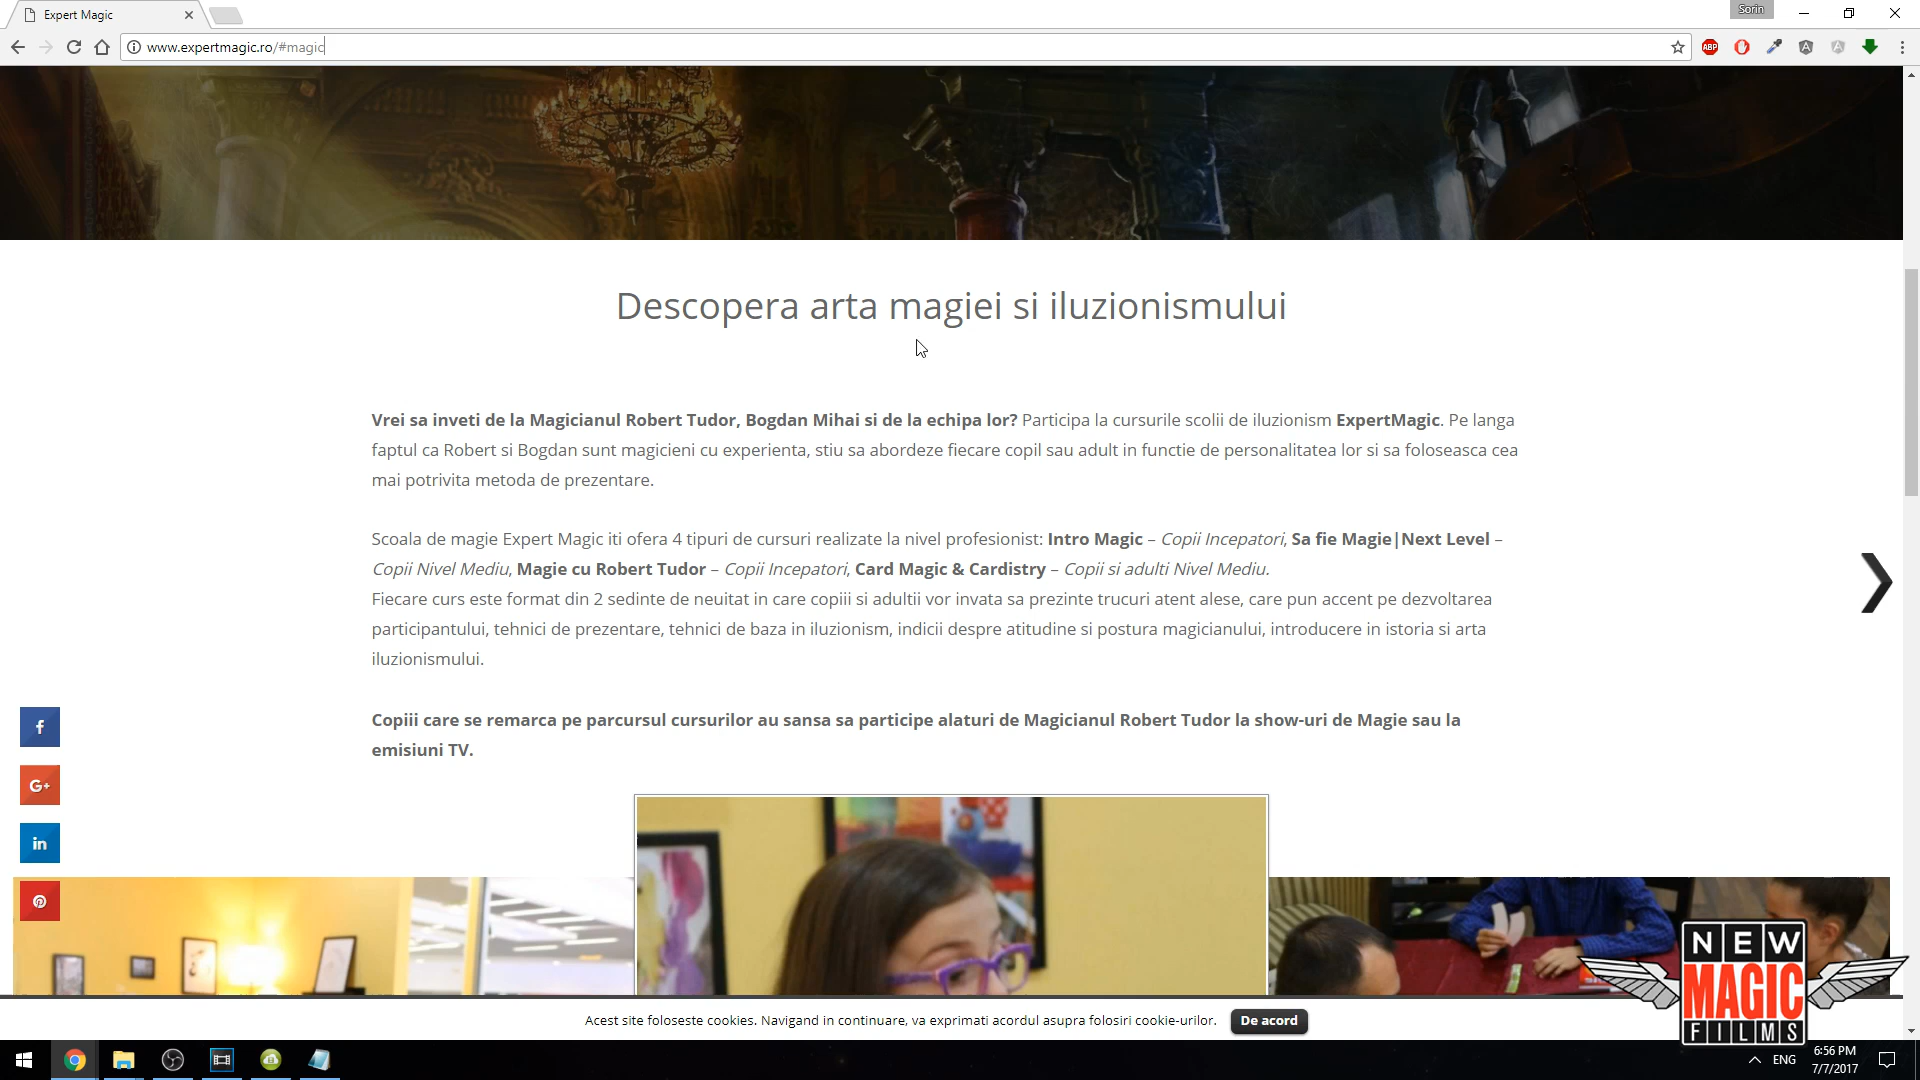 Expert Magic
Sorin
www.expertmagic.ro/#magic
ABP
Descopera arta magiei si iluzionismului
Vrei sa inveti de la Magicianul Robert Tudor, Bogdan Mihai si de la echipa lor? Participa la cursurile scolii de iluzionism ExpertMagic. Pe langa
faptul ca Robert si Bogdan sunt magicieni cu experienta, stiu sa abordeze fiecare copil sau adult in functie de personalitatea lor si sa foloseasca cea
mai potrivita metoda de prezentare.
Scoala de magie Expert Magic iti ofera 4 tipuri de cursuri realizate la nivel profesionist: Intro Magic – Copii Incepatori, Sa fie Magie|Next Level –
Copii Nivel Mediu, Magie cu Robert Tudor – Copii Incepatori, Card Magic & Cardistry – Copii si adulti Nivel Mediu.
Fiecare curs este format din 2 sedinte de neuitat in care copiii si adultii vor invata sa prezinte trucuri atent alese, care pun accent pe dezvoltarea
participantului, tehnici de prezentare, tehnici de baza in iluzionism, indicii despre atitudine si postura magicianului, introducere in istoria si arta
iluzionismului.
Copiii care se remarca pe parcursul cursurilor au sansa sa participe alaturi de Magicianul Robert Tudor la show-uri de Magie sau la
emisiuni TV.
f
G+
in
NEW
MAGIC
FILMS
Acest site foloseste cookies. Navigand in continuare, va exprimati acordul asupra folosiri cookie-urilor.
De acord
ENG
6:56 PM
7/7/2017